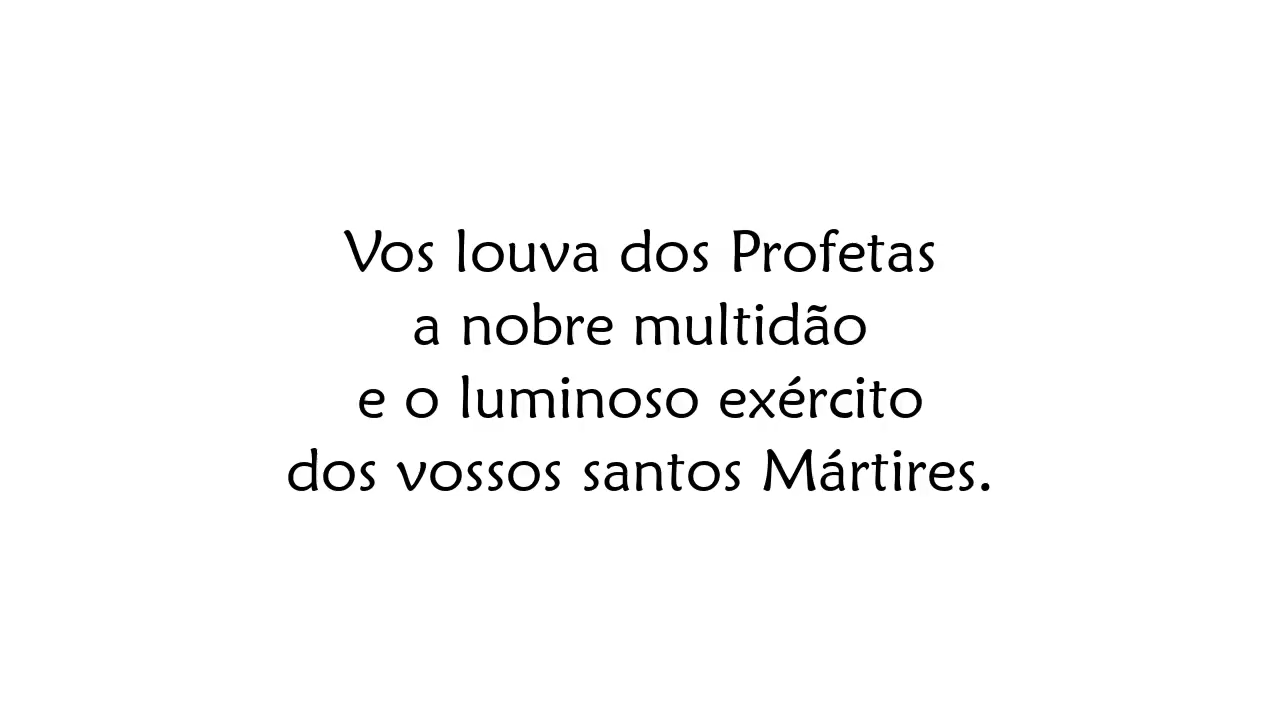 Vos louva dos Profetas
a nobre multidão
e o luminoso exército
dos vossos santos Mártires.